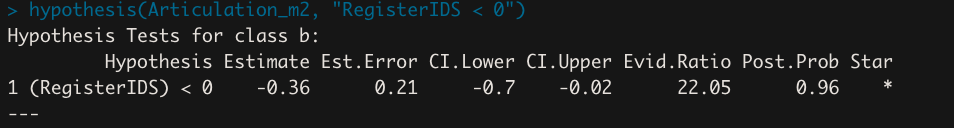 > hypothesis(Articulation_m2, "RegisterIDS < 0")
Hypothesis Tests for class b:
         Hypothesis Estimate Est.Error CI.Lower CI.Upper Evid.Ratio Post.Prob Star
1 (RegisterIDS) < 0    -0.36      0.21     -0.7    -0.02      22.05      0.96    *
---